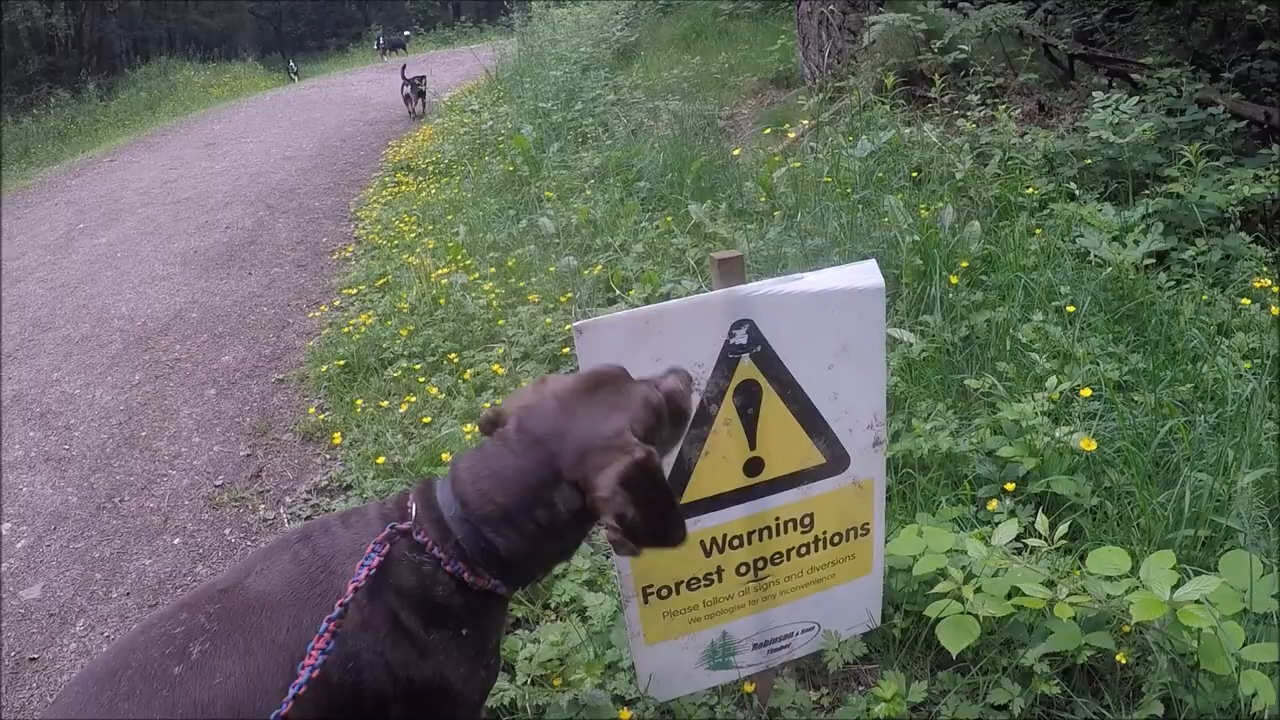 Warning
Forest operations
Please follow all signs and diversions
We apologise for any inconvenience
Robinson & Sons
Timber